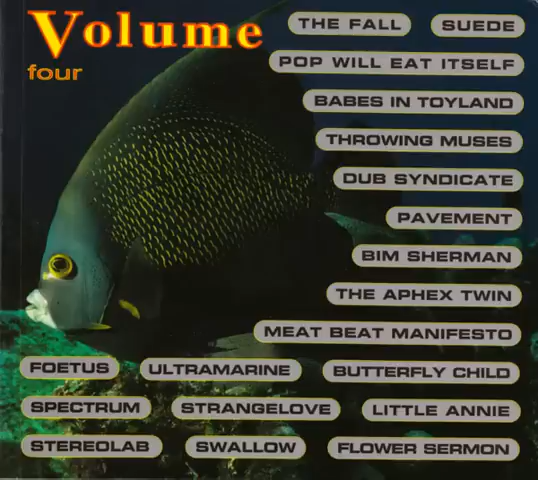 Volume
four
THE FALL SUEDE
POP WILL EAT ITSELF
BABES IN TOYLAND
THROWING MUSES
DUB SYNDICATE
PAVEMENT
BIM SHERMAN
THE APHEX TWIN
MEAT BEAT MANIFESTO
FOETUS ULTRAMARINE BUTTERFLY CHILD
SPECTRUM STRANGELOVE LITTLE ANNIE
STEREOLAB SWALLOW FLOWER SERMON